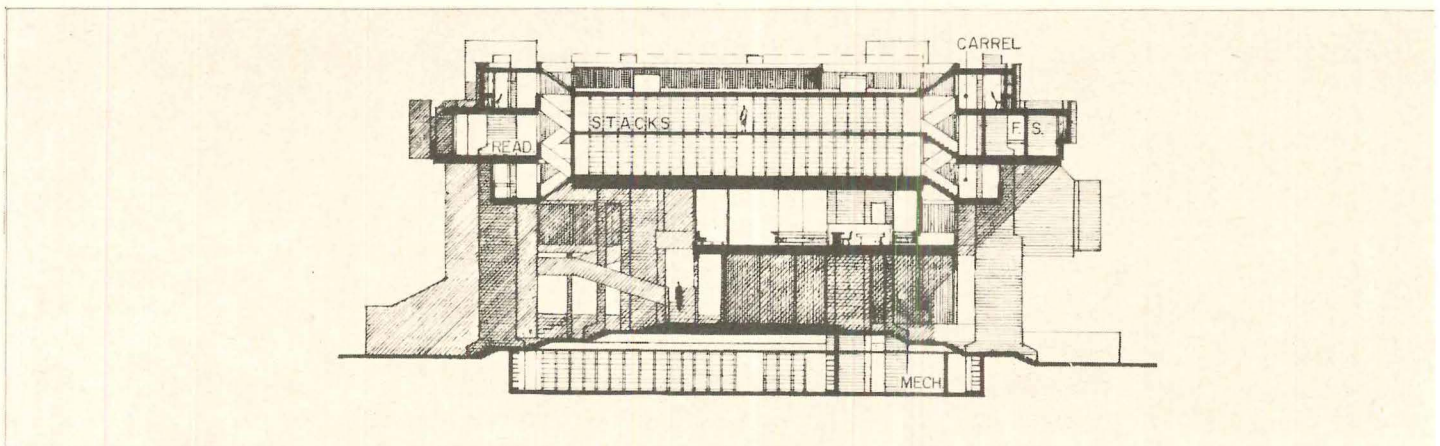 CARREL
STACKS
F. S.
READ.
MECH.